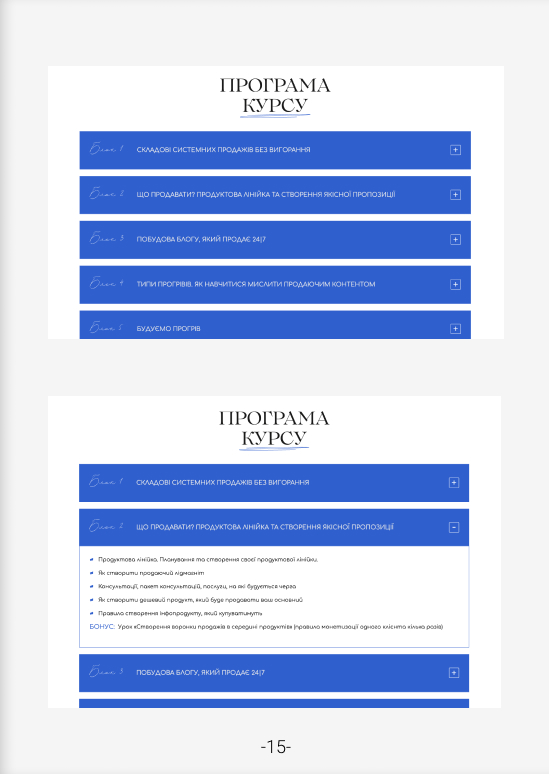 ПРОГРАМА
КУРСУ
Блок 1 СКЛАДОВІ СИСТЕМНИХ ПРОДАЖІВ БЕЗ ВИГОРАННЯ +
Блок 2 ЩО ПРОДАВАТИ? ПРОДУКТОВА ЛІНІЙКА ТА СТВОРЕННЯ ЯКІСНОЇ ПРОПОЗИЦІЇ +
Блок 3 ПОБУДОВА БЛОГУ, ЯКИЙ ПРОДАЄ 24|7 +
Блок 4 ТИПИ ПРОГРІВІВ. ЯК НАВЧИТИСЯ МИСЛИТИ ПРОДАЮЧИМ КОНТЕНТОМ +
Блок 5 БУДУЄМО ПРОГРІВ +
ПРОГРАМА
КУРСУ
Блок 1 СКЛАДОВІ СИСТЕМНИХ ПРОДАЖІВ БЕЗ ВИГОРАННЯ +
Блок 2 ЩО ПРОДАВАТИ? ПРОДУКТОВА ЛІНІЙКА ТА СТВОРЕННЯ ЯКІСНОЇ ПРОПОЗИЦІЇ -
Продуктова лінійка. Планування та створення своєї продуктової лінійки.
Як створити продаючий лідмагніт
Консультації, пакет консультацій, послуги, на які будується черга
Як створити дешевий продукт, який буде продавати ваш основний
Правила створення інфопродукту, який купуватимуть
БОНУС: Урок «Створення воронки продажів в середині продуктів» (правила монетизації одного клієнта кілька разів)
Блок 3 ПОБУДОВА БЛОГУ, ЯКИЙ ПРОДАЄ 24|7 +
-15-